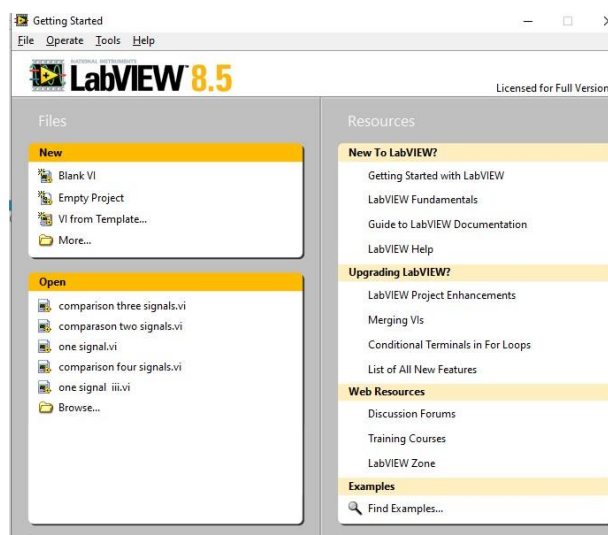 Getting Started
File Operate Tools Help
NATIONAL INSTRUMENTS
LabVIEW 8.5
Licensed for Full Version
Files
New
Blank VI
Empty Project
VI from Template...
More...
Open
comparison three signals.vi
comparason two signals.vi
one signal.vi
comparison four signals.vi
one signal iii.vi
Browse...
Resources
New To LabVIEW?
Getting Started with LabVIEW
LabVIEW Fundamentals
Guide to LabVIEW Documentation
LabVIEW Help
Upgrading LabVIEW?
LabVIEW Project Enhancements
Merging VIs
Conditional Terminals in For Loops
List of All New Features
Web Resources
Discussion Forums
Training Courses
LabVIEW Zone
Examples
Find Examples...